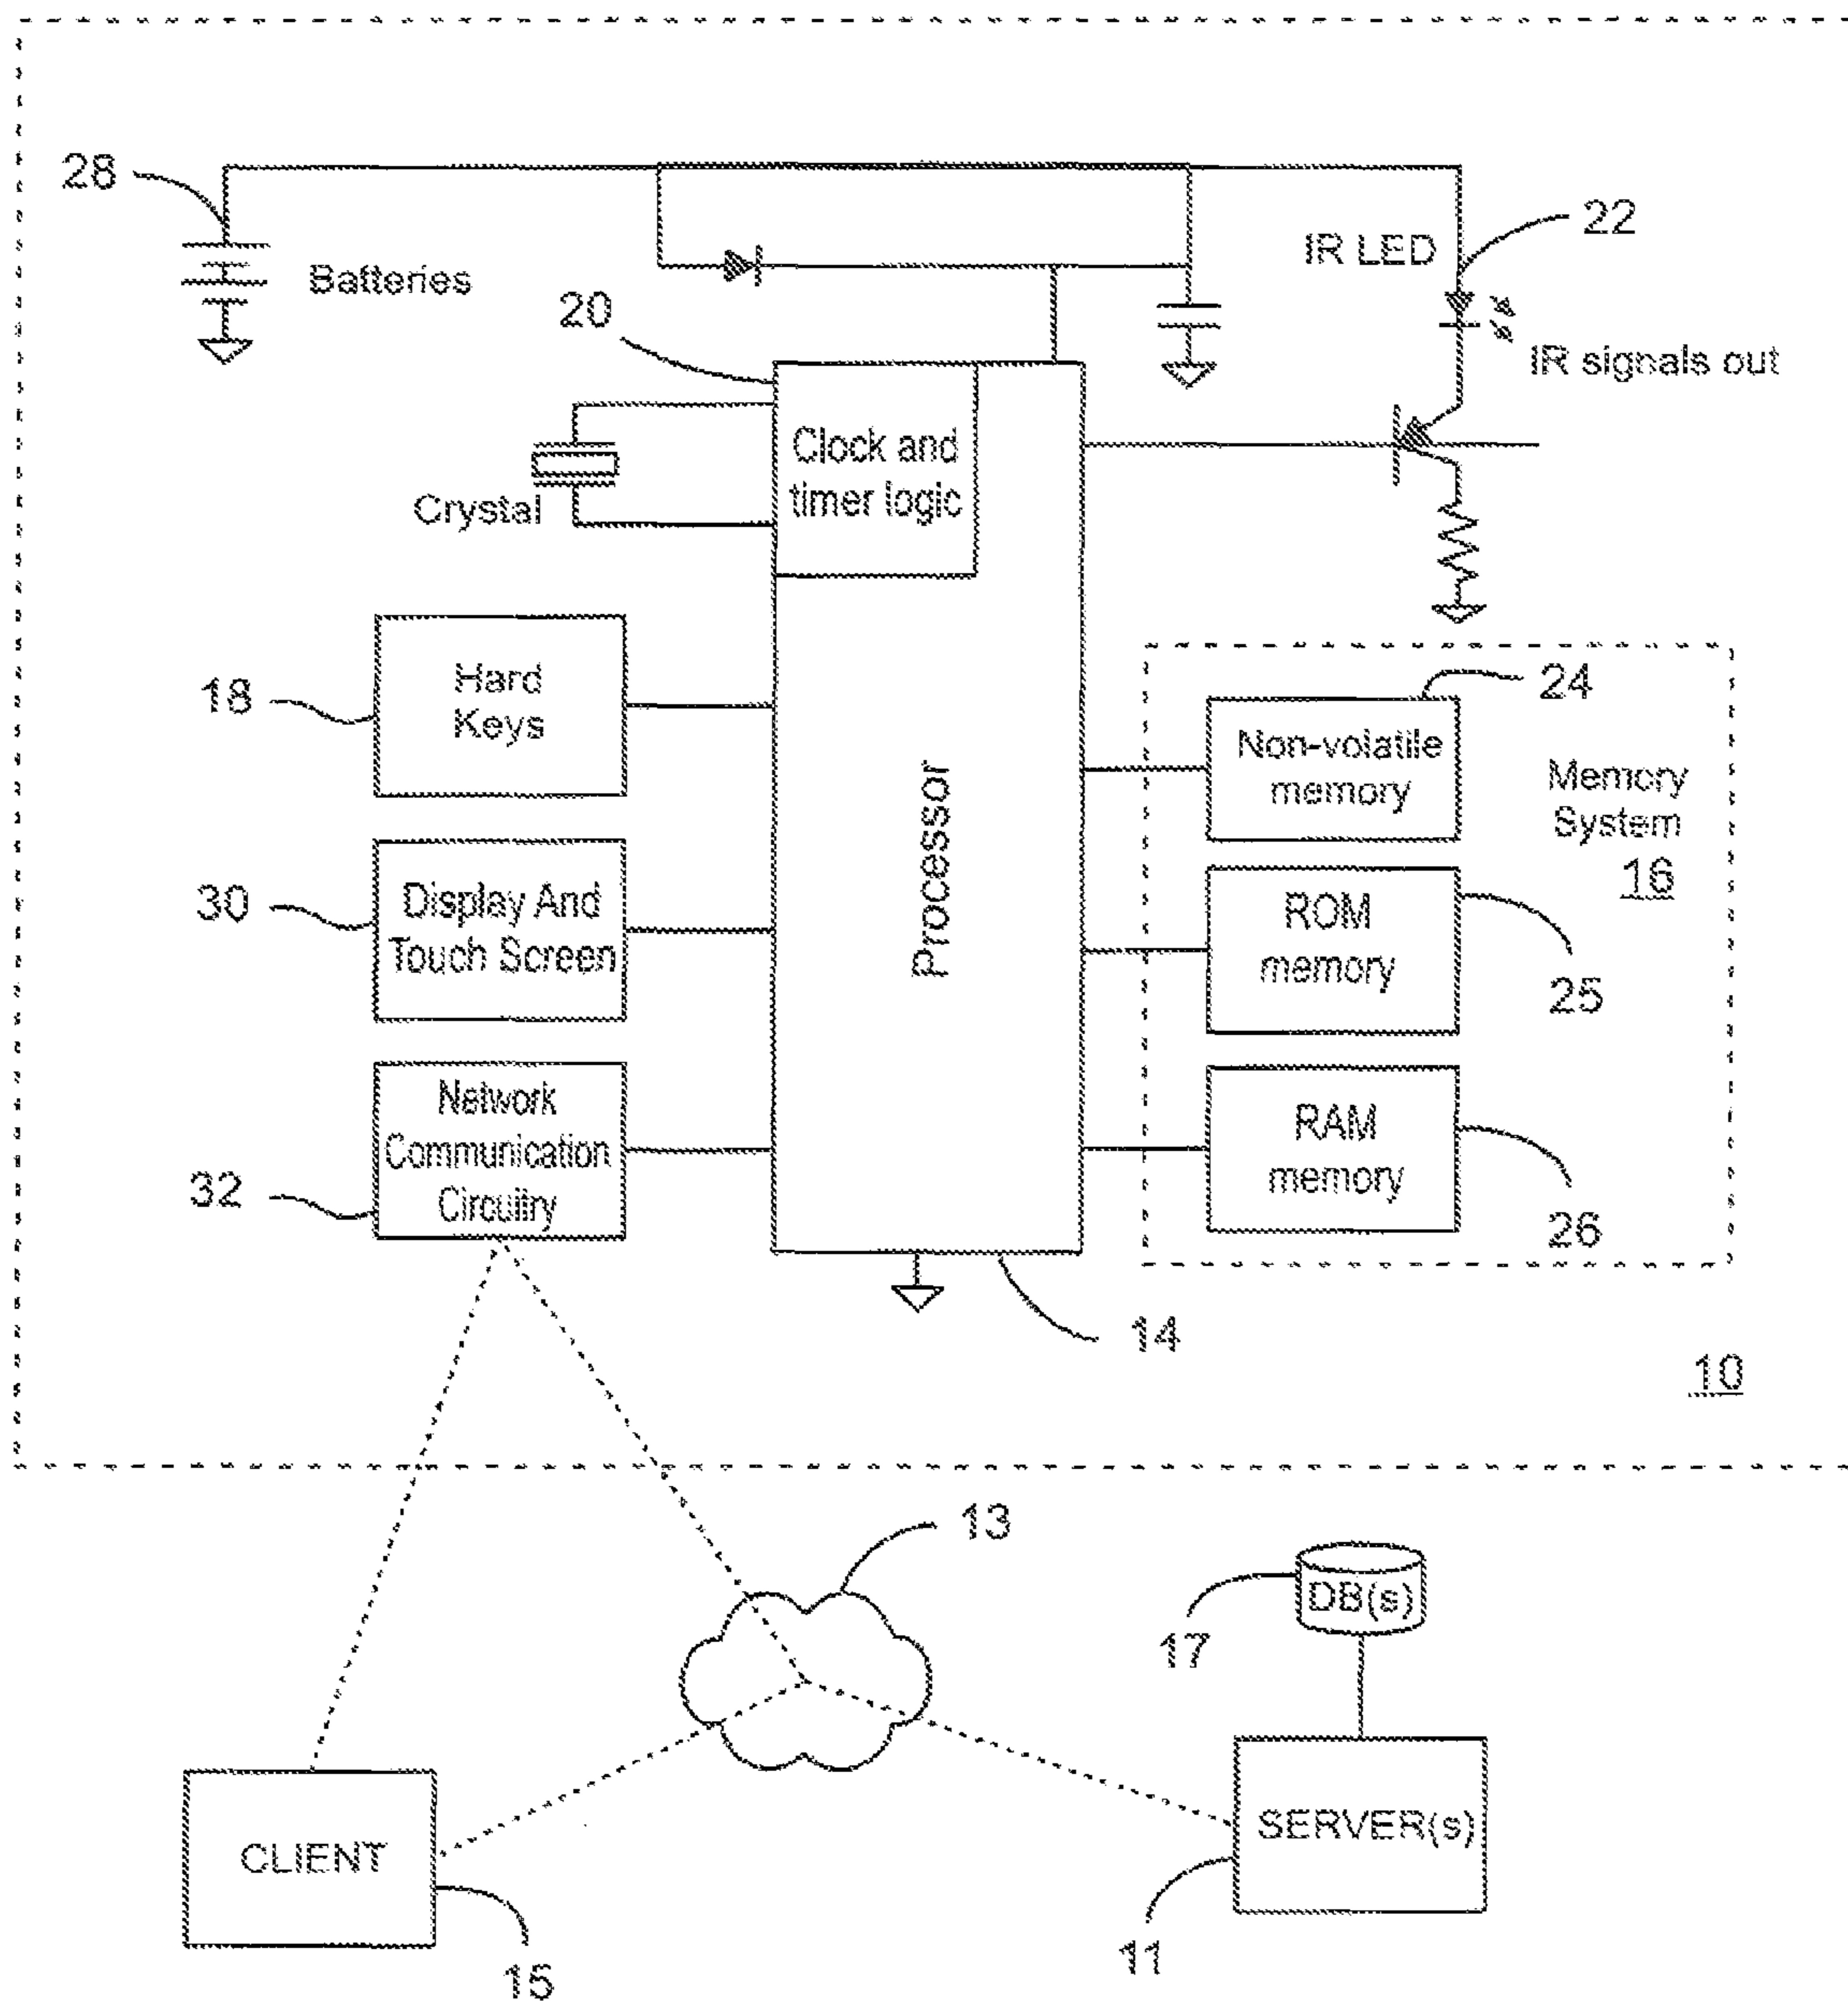 28
Batteries
20
IR LED
22
IR signals out
Clock and
timer logic
Crystal
Hard
Keys
18
24
Non-volatile
memory
Memory
System
16
Processor
30
Display And
Touch Screen
ROM
memory
25
Network
Communication
Circuitry
32
RAM
memory
26
14
10
13
DB(s)
17
CLIENT
15
SERVER(s)
11